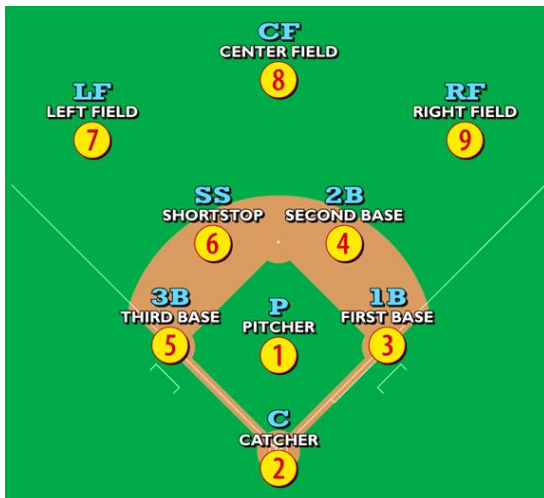 CF
CENTER FIELD
8
LF
LEFT FIELD
7
RF
RIGHT FIELD
9
SS
SHORTSTOP
6
2B
SECOND BASE
4
3B
THIRD BASE
5
P
PITCHER
1
1B
FIRST BASE
3
C
CATCHER
2